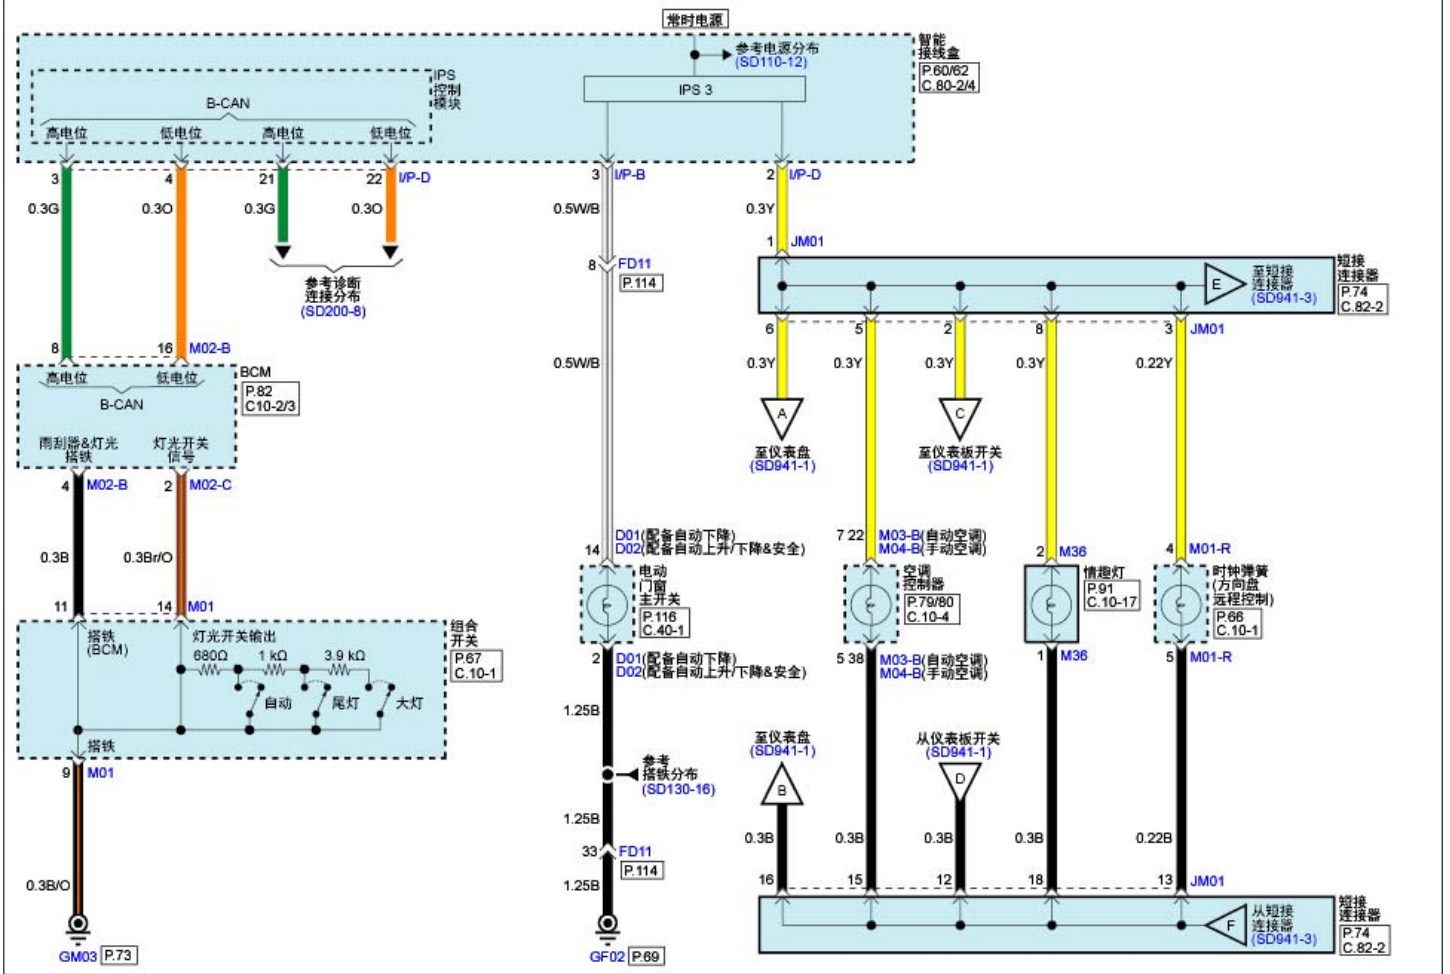 常时电源
参考电源分布
(SD110-12)
智能
接线盒
P.60/62
C.80-2/4
IPS
控制
模块
IPS 3
B-CAN
高电位
低电位
高电位
低电位
3
4
21
22
I/P-D
3
I/P-B
2
I/P-D
0.3G
0.3O
0.3G
0.3O
0.5W/B
0.3Y
1
JM01
8
FD11
P.114
参考诊断
连接分布
(SD200-8)
E
至短接
连接器
(SD941-3)
短接
连接器
P.74
C.82-2
6
5
2
8
3
JM01
8
16
M02-B
0.5W/B
0.3Y
0.3Y
0.3Y
0.3Y
0.22Y
高电位
低电位
B-CAN
BCM
P.82
C10-2/3
A
C
至仪表盘
(SD941-1)
至仪表板开关
(SD941-1)
雨刮器&灯光
搭铁
灯光开关
信号
4
M02-B
2
M02-C
0.3B
0.3Br/O
14
D01(配备自动下降)
D02(配备自动上升/下降&安全)
7 22
M03-B(自动空调)
M04-B(手动空调)
2
M36
4
M01-R
电动
门窗
主开关
P.116
C.40-1
空调
控制器
P.79/80
C.10-4
情趣灯
P.91
C.10-17
时钟弹簧
(方向盘
远程控制)
P.66
C.10-1
11
14
M01
搭铁
(BCM)
灯光开关输出
组合
开关
P.67
C.10-1
680Ω
1 kΩ
3.9 kΩ
自动
尾灯
大灯
搭铁
2
D01(配备自动下降)
D02(配备自动上升/下降&安全)
5 38
M03-B(自动空调)
M04-B(手动空调)
1
M36
5
M01-R
1.25B
至仪表盘
(SD941-1)
从仪表板开关
(SD941-1)
9
M01
参考
搭铁分布
(SD130-16)
B
D
1.25B
0.3B
0.3B
0.3B
0.3B
0.22B
33
FD11
P.114
0.3B/O
1.25B
16
15
12
18
13
JM01
F
从短接
连接器
(SD941-3)
短接
连接器
P.74
C.82-2
GM03
P.73
GF02
P.69